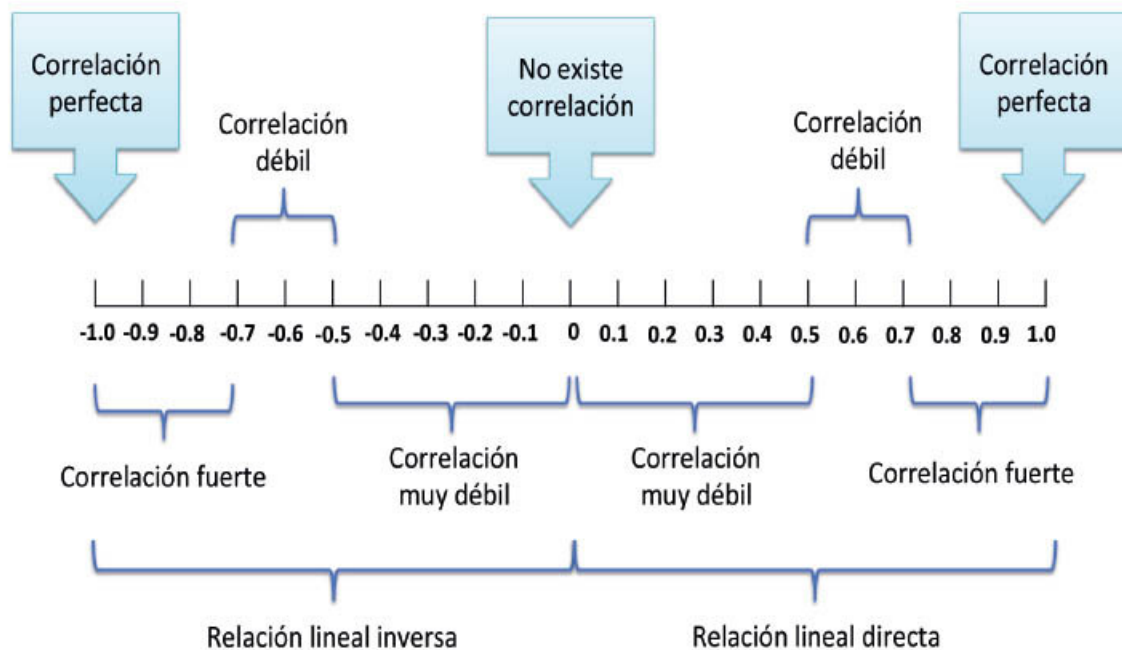 Correlación
perfecta
No existe
correlación
Correlación
perfecta
Correlación
débil
Correlación
débil
-1.0 -0.9 -0.8 -0.7 -0.6 -0.5 -0.4 -0.3 -0.2 -0.1 0 0.1 0.2 0.3 0.4 0.5 0.6 0.7 0.8 0.9 1.0
Correlación fuerte
Correlación
muy débil
Correlación
muy débil
Correlación fuerte
Relación lineal inversa
Relación lineal directa